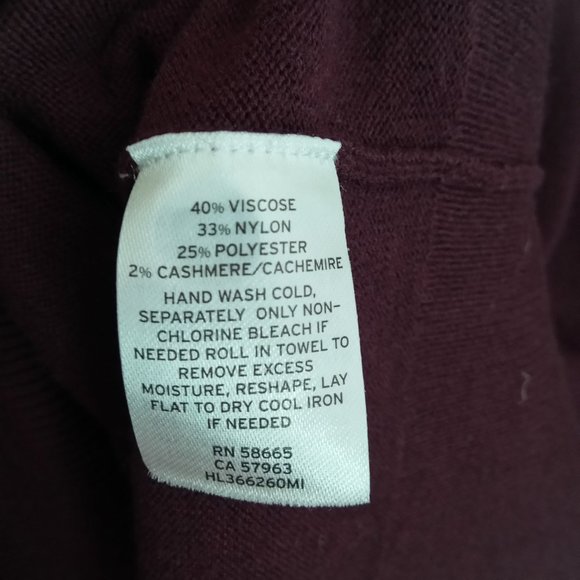 40% VISCOSE
33% NYLON
25% POLYESTER
2% CASHMERE/CACHEMIRE
HAND WASH COLD,
SEPARATELY ONLY NON-
CHLORINE BLEACH IF
NEEDED ROLL IN TOWEL TO
REMOVE EXCESS
MOISTURE, RESHAPE, LAY
FLAT TO DRY COOL IRON
IF NEEDED
RN 58665
CA 57963
HL366260MI